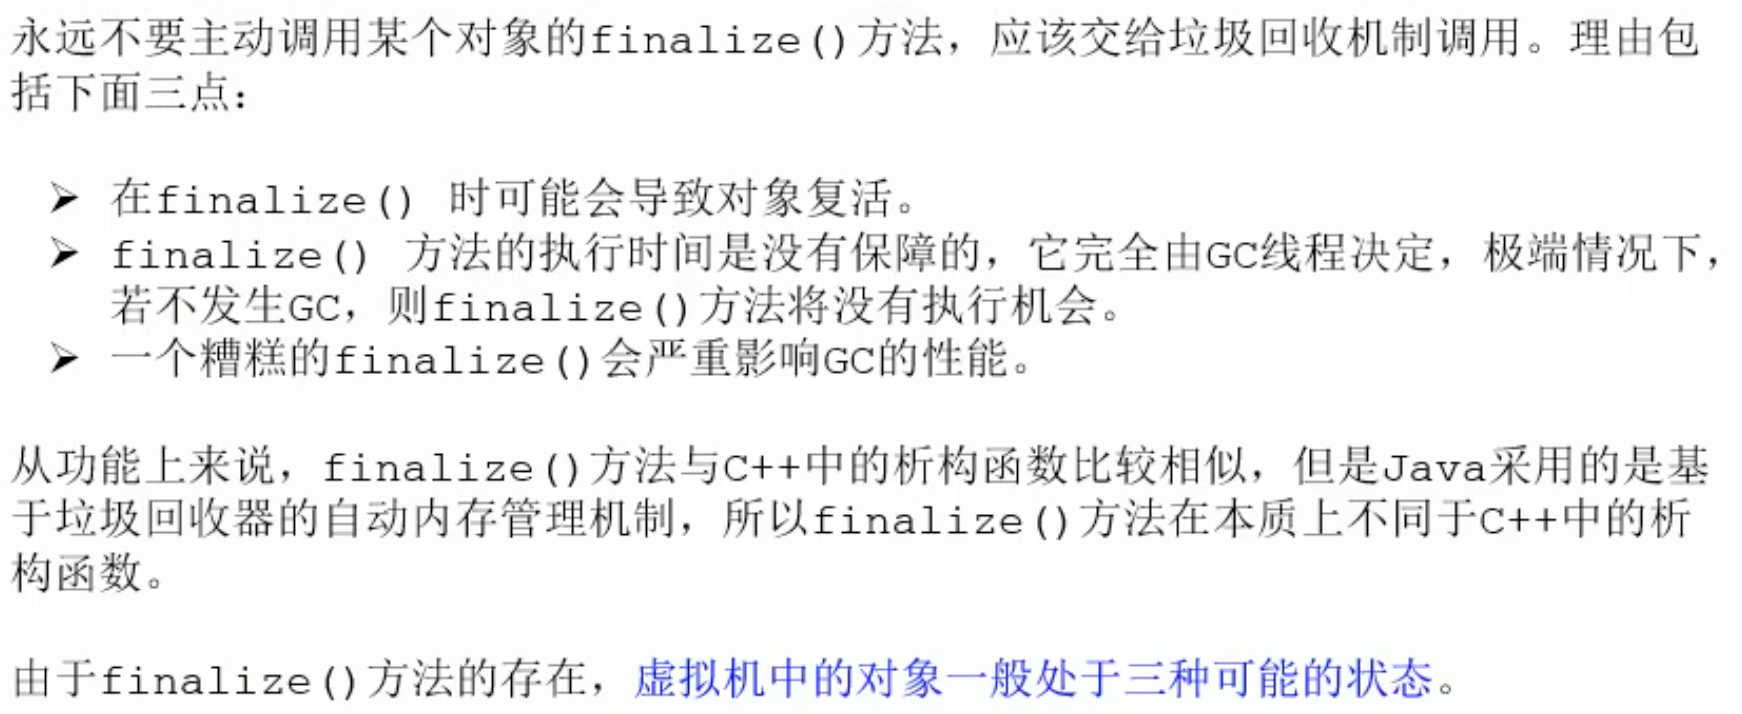 永远不要主动调用某个对象的finalize()方法，应该交给垃圾回收机制调用。理由包
括下面三点：
➢ 在finalize() 时可能会导致对象复活。
➢ finalize() 方法的执行时间是没有保障的，它完全由GC线程决定，极端情况下，
若不发生GC，则finalize()方法将没有执行机会。
➢ 一个糟糕的finalize()会严重影响GC的性能。
从功能上来说，finalize()方法与C++中的析构函数比较相似，但是Java采用的是基
于垃圾回收器的自动内存管理机制，所以finalize()方法在本质上不同于C++中的析
构函数。
由于finalize()方法的存在，虚拟机中的对象一般处于三种可能的状态。